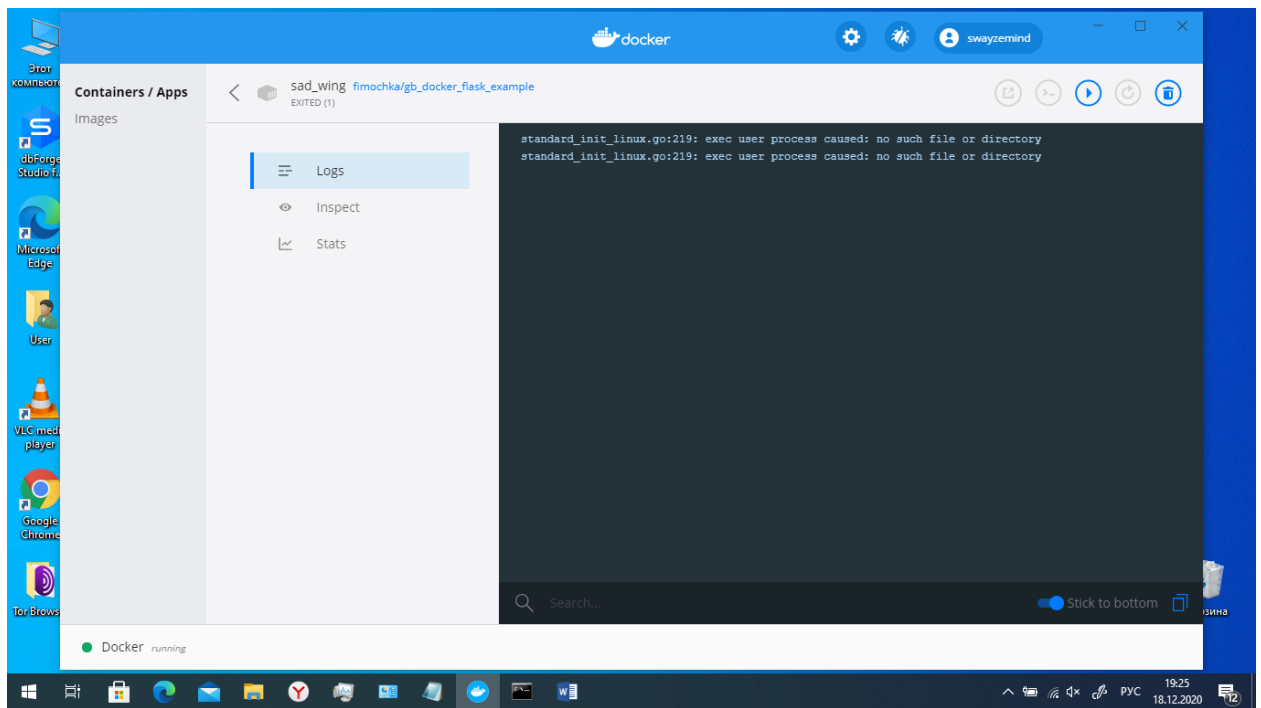 docker
swayzemind
Этот
компьюте
dbForge
Studio f..
Microsof
Edge
User
VLC medi
player
Google
Chrome
Tor Brows
Containers / Apps
Images
sad_wing fimochka/gb_docker_flask_example
EXITED (1)
Logs
Inspect
Stats
standard_init_linux.go:219: exec user process caused: no such file or directory
standard_init_linux.go:219: exec user process caused: no such file or directory
Search...
Stick to bottom
Docker running
зина
РУС
19:25
18.12.2020
12